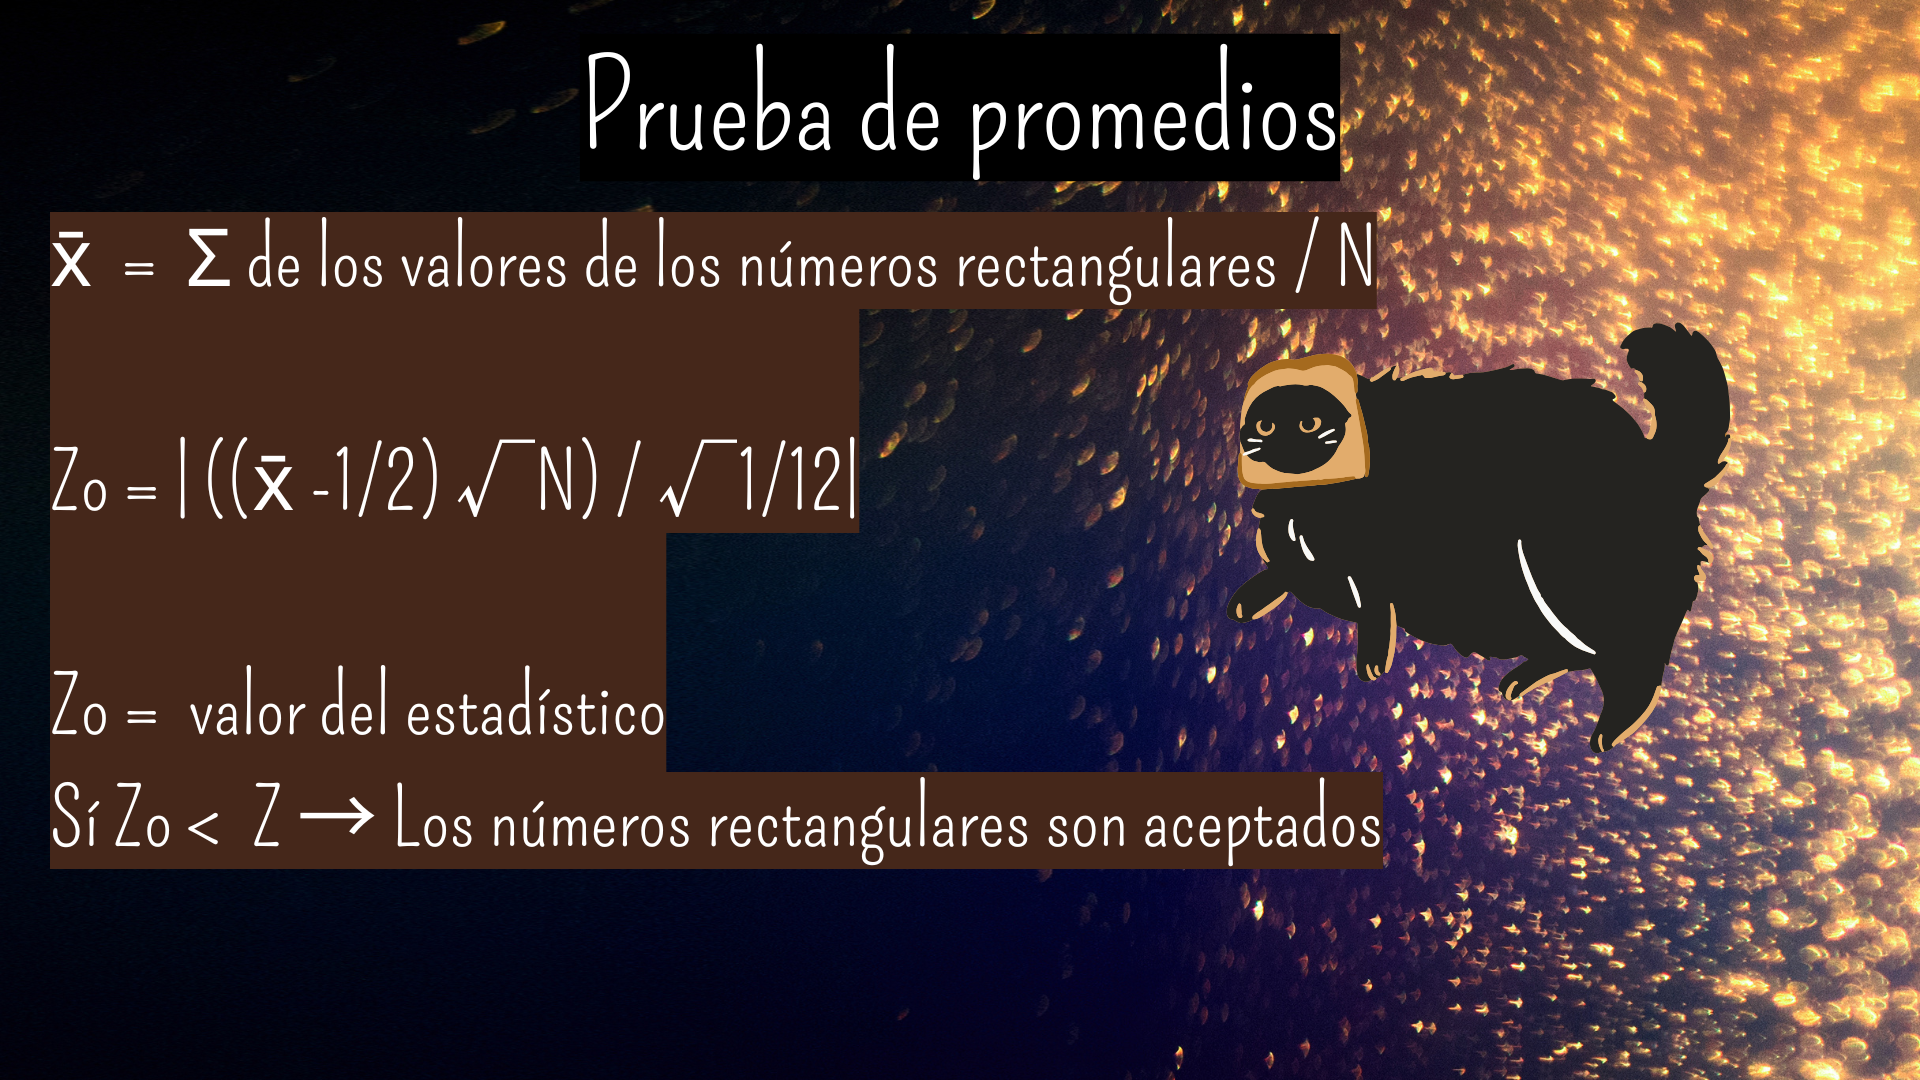 Prueba de promedios
x̄ = Σ de los valores de los números rectangulares / N
Zo = | ((x̄ -1/2) √‾N) / √‾1/12|
Zo = valor del estadístico
Sí Zo < Z → Los números rectangulares son aceptados